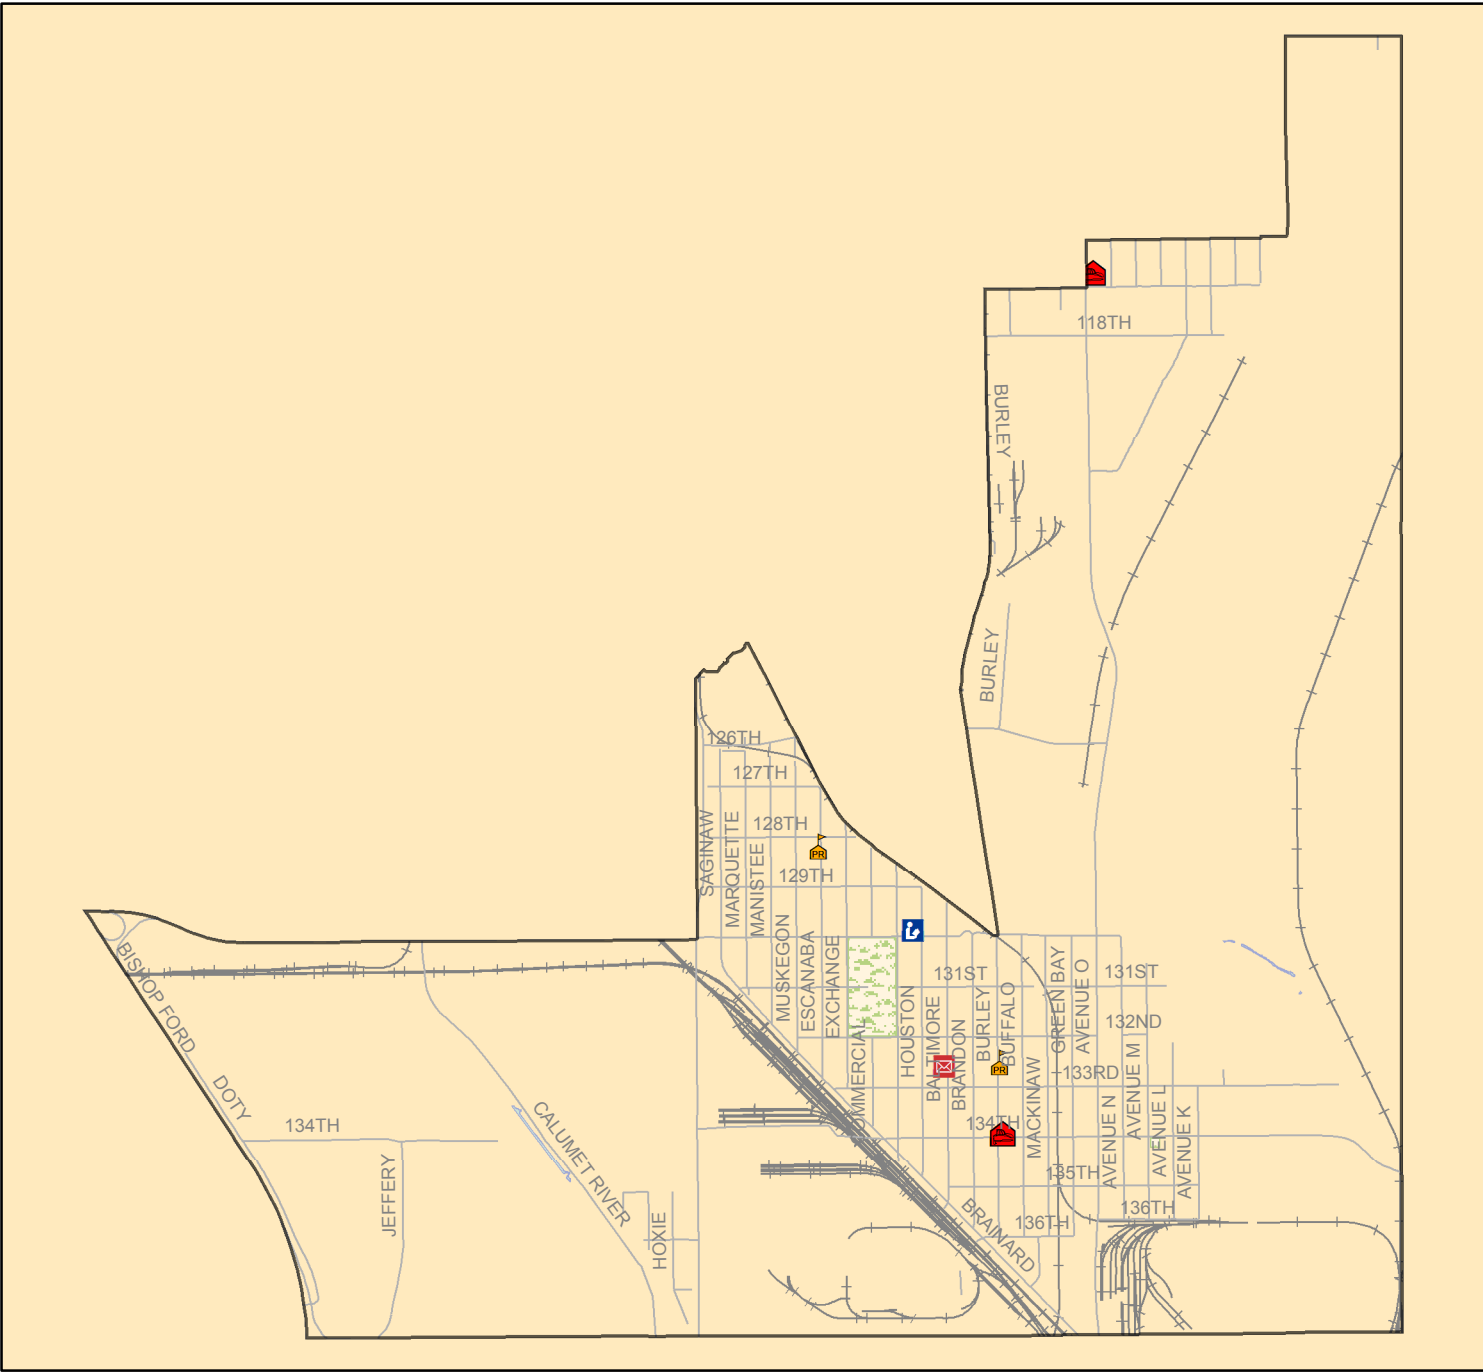 118TH
BURLEY
BURLEY
126TH
127TH
128TH
129TH
SAGINAW
MARQUETTE
MANISTEE
PR
MUSKEGON
ESCANABA
EXCHANGE
COMMERCIAL
HOUSTON
BALTIMORE
BRANDON
BURLEY
BUFFALO
131ST
GREEN BAY
AVENUE O
131ST
132ND
133RD
PR
MACKINAW
134TH
135TH
AVENUE N
AVENUE M
AVENUE L
AVENUE K
136TH
136TH
BRAINARD
BISHOP FORD
DOTY
134TH
JEFFERY
CALUMET RIVER
HOXIE